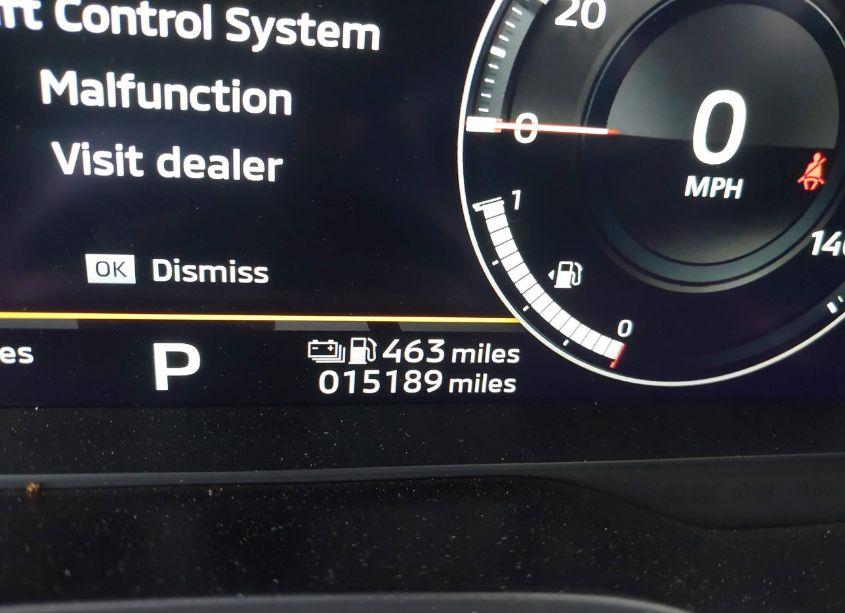 Control System
Malfunction
Visit dealer
OK Dismiss
20
0
0
MPH
1
0
P
463 miles
015189 miles